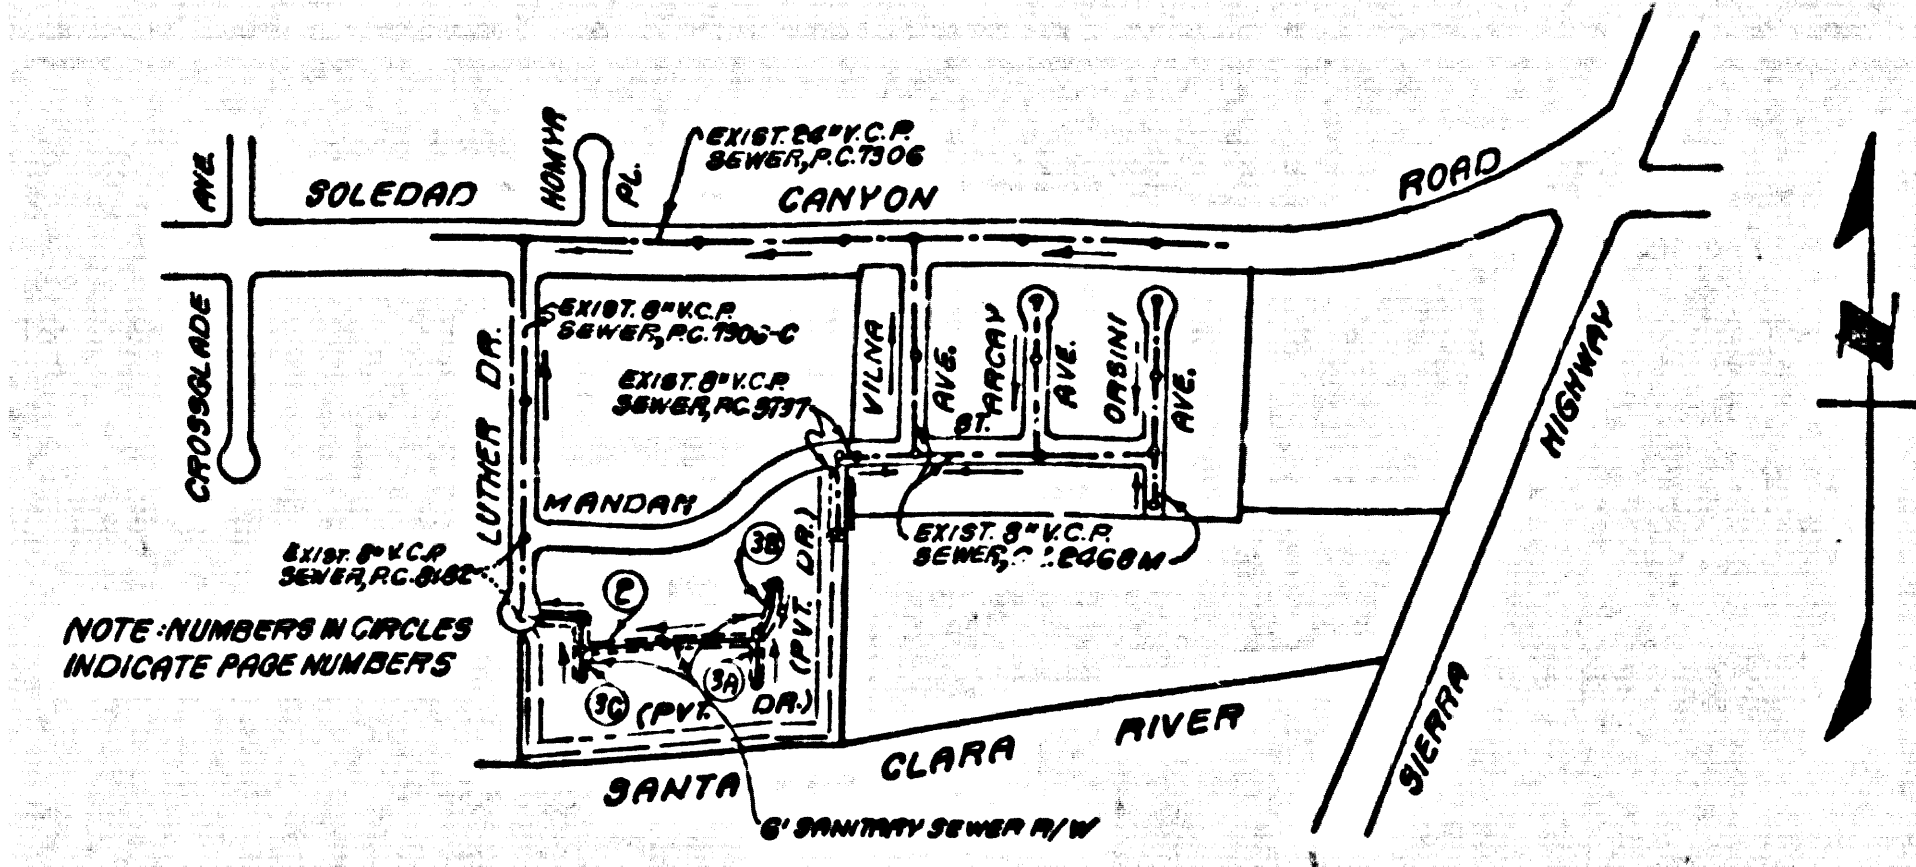 EXIST. 24" V.C.P.
SEWER, P.C. 7306
AVE.
SOLEDAD
HOMYR
PL.
CANYON
ROAD
CROSSGLADE
LUTHER DR.
EXIST. 8" V.C.P.
SEWER, P.C. 7306-C
EXIST. 8" V.C.P.
SEWER, P.C. 9737
VILNA
AVE.
ARCAY
AVE.
ORSINI
AVE.
ST.
MANDAN
HIGHWAY
N
EXIST. 8" V.C.P.
SEWER, 2468M
EXIST. 8" V.C.P.
SEWER, P.C. 8182
3B
2
3A
3C
(PVT. DR.)
(PVT. DR.)
NOTE: NUMBERS IN CIRCLES
INDICATE PAGE NUMBERS
SANTA
CLARA
RIVER
SIERRA
6' SANITARY SEWER R/W